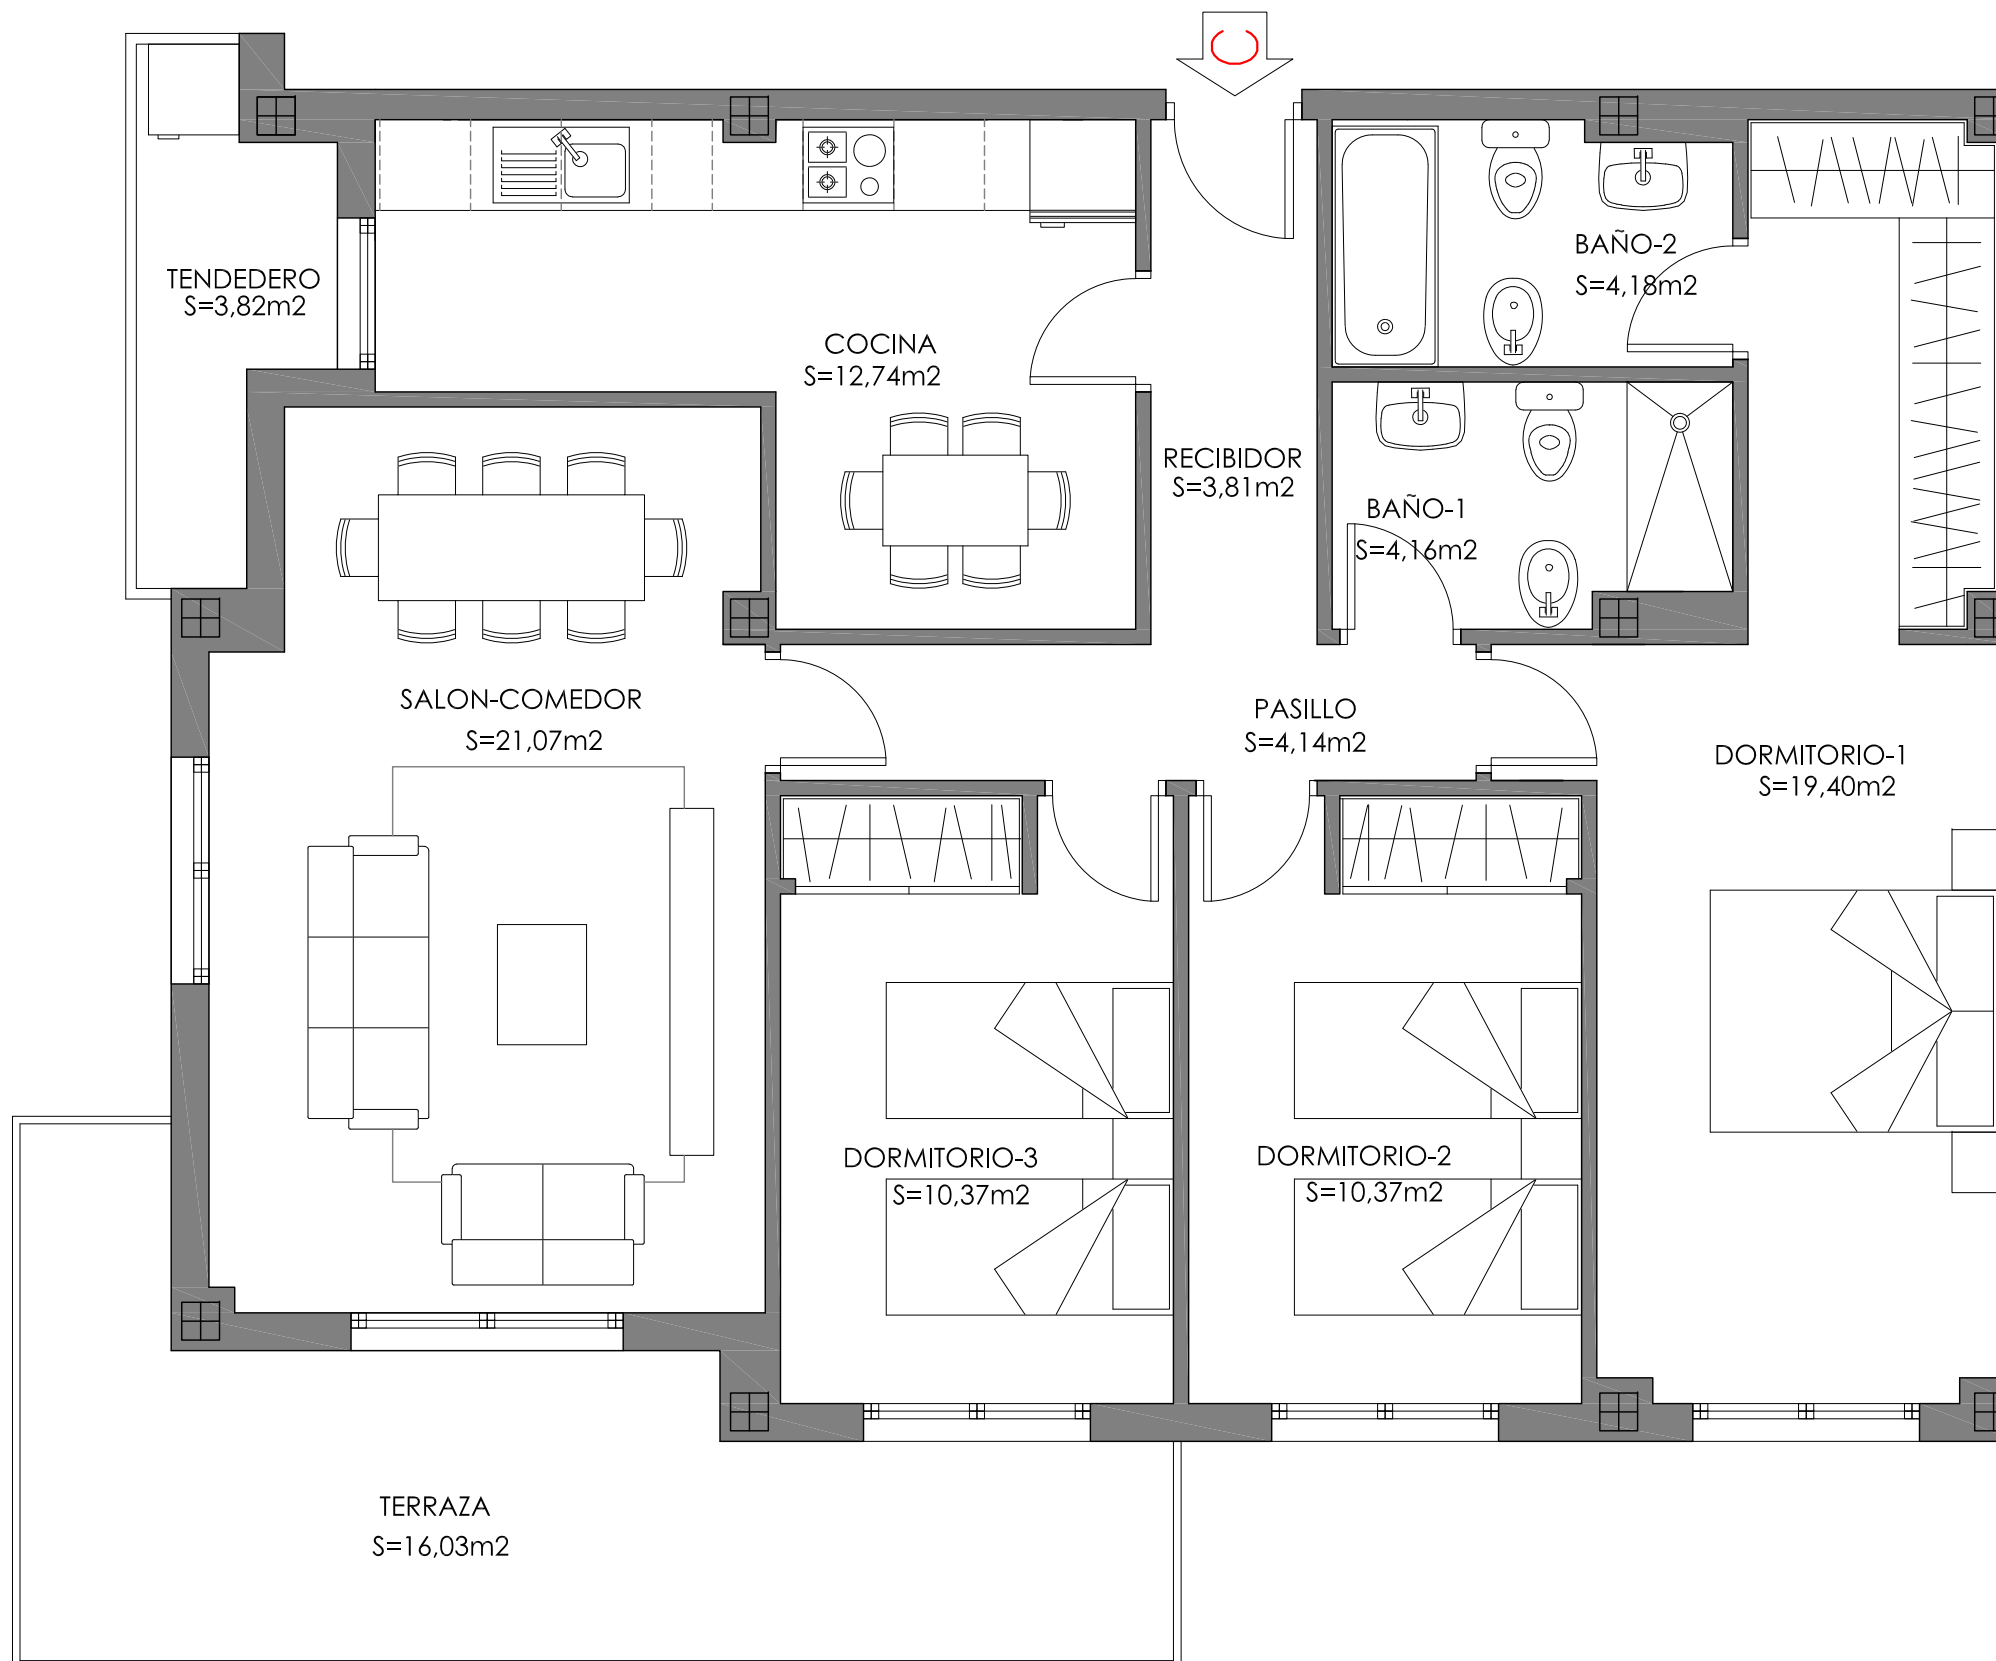 C
TENDEDERO
S=3,82m2
COCINA
S=12,74m2
BAÑO-2
S=4,18m2
RECIBIDOR
S=3,81m2
BAÑO-1
S=4,16m2
SALON-COMEDOR
S=21,07m2
PASILLO
S=4,14m2
DORMITORIO-1
S=19,40m2
DORMITORIO-3
S=10,37m2
DORMITORIO-2
S=10,37m2
TERRAZA
S=16,03m2